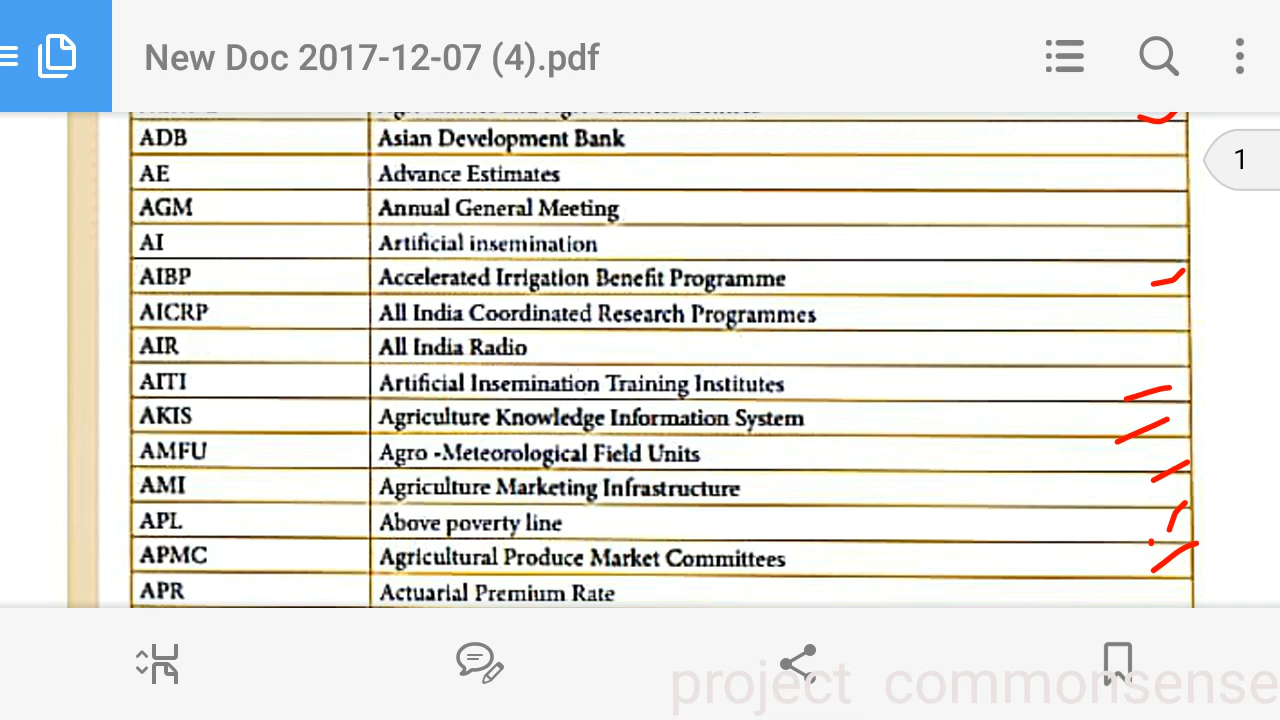 New Doc 2017-12-07 (4).pdf
1
ADB Asian Development Bank
AE Advance Estimates
AGM Annual General Meeting
AI Artificial insemination
AIBP Accelerated Irrigation Benefit Programme
AICRP All India Coordinated Research Programmes
AIR All India Radio
AITI Artificial Insemination Training Institutes
AKIS Agriculture Knowledge Information System
AMFU Agro -Meteorological Field Units
AMI Agriculture Marketing Infrastructure
APL Above poverty line
APMC Agricultural Produce Market Committees
APR Actuarial Premium Rate
project commonsense